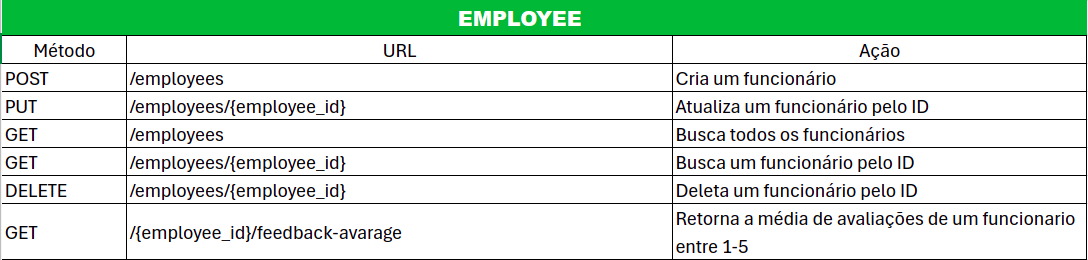 EMPLOYEE
Método URL Ação
POST /employees Cria um funcionário
PUT /employees/{employee_id} Atualiza um funcionário pelo ID
GET /employees Busca todos os funcionários
GET /employees/{employee_id} Busca um funcionário pelo ID
DELETE /employees/{employee_id} Deleta um funcionário pelo ID
GET /{employee_id}/feedback-avarage Retorna a média de avaliações de um funcionario
entre 1-5